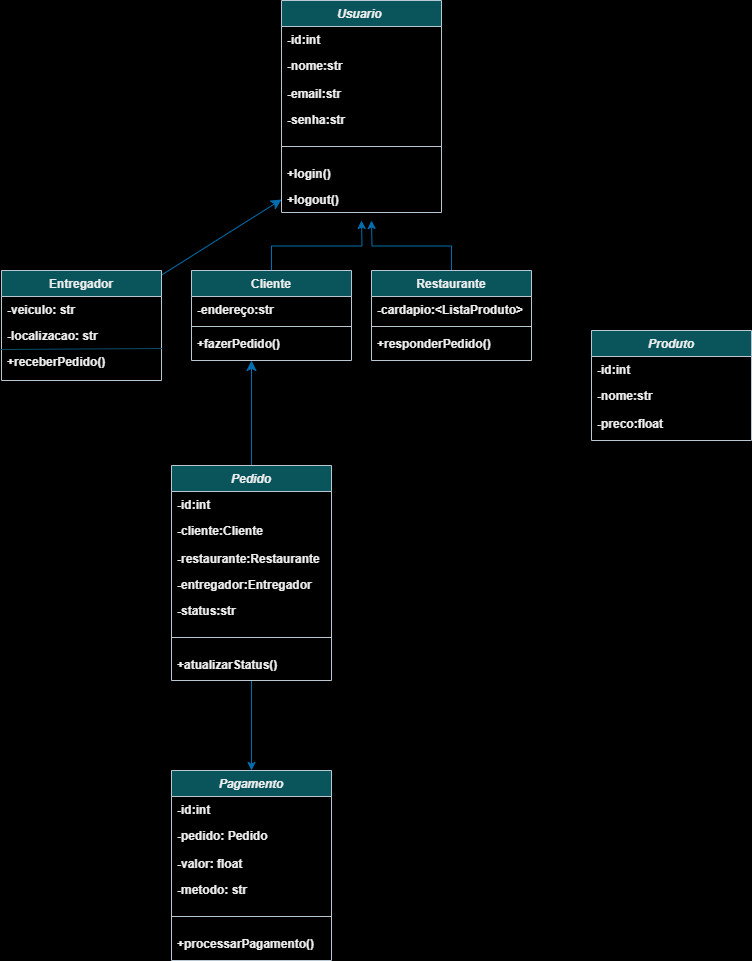 Usuario
-id:int
-nome:str
-email:str
-senha:str
+login()
+logout()
Entregador
-veiculo: str
-localizacao: str
+receberPedido()
Cliente
-endereço:str
+fazerPedido()
Restaurante
-cardapio:<ListaProduto>
+responderPedido()
Produto
-id:int
-nome:str
-preco:float
Pedido
-id:int
-cliente:Cliente
-restaurante:Restaurante
-entregador:Entregador
-status:str
+atualizarStatus()
Pagamento
-id:int
-pedido: Pedido
-valor: float
-metodo: str
+processarPagamento()